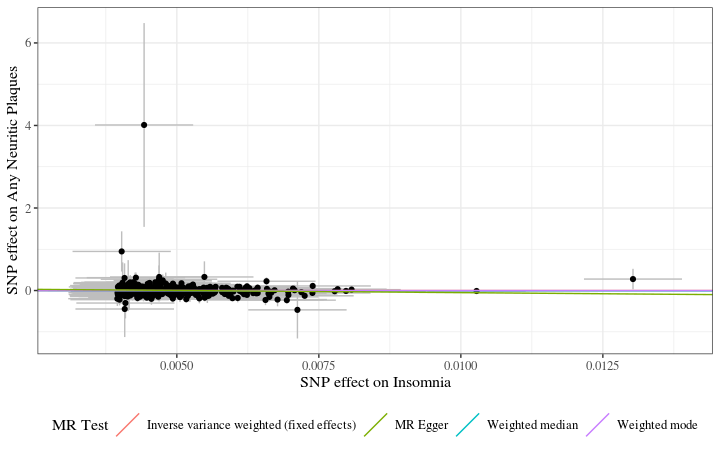 6
4
2
0
SNP effect on Any Neuritic Plaques
0.0050
0.0075
0.0100
0.0125
SNP effect on Insomnia
MR Test
Inverse variance weighted (fixed effects)
MR Egger
Weighted median
Weighted mode